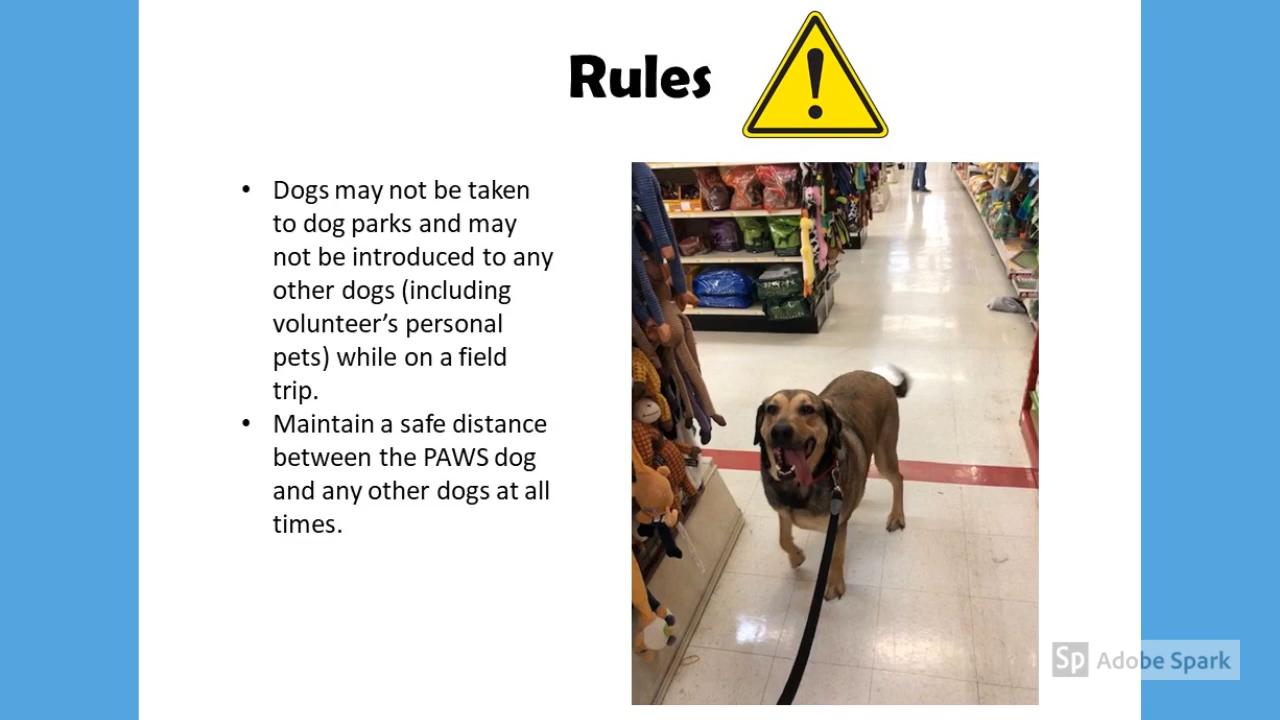 Rules
• Dogs may not be taken
to dog parks and may
not be introduced to any
other dogs (including
volunteer’s personal
pets) while on a field
trip.
• Maintain a safe distance
between the PAWS dog
and any other dogs at all
times.
Sp Adobe Spark